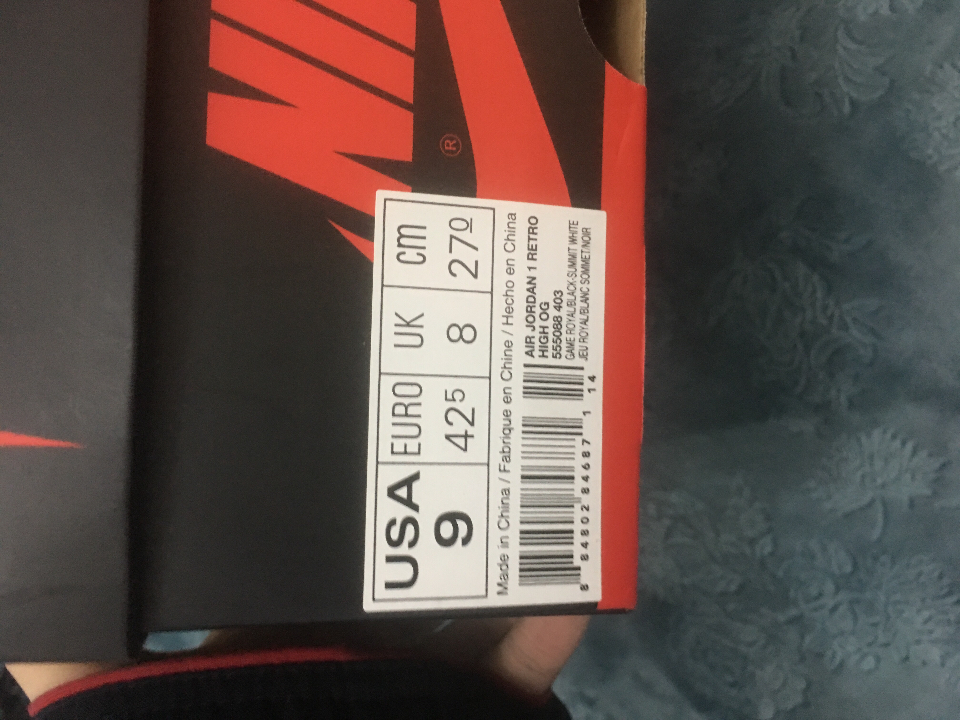 NIK
®
USA EURO UK cm
9 42⁵ 8 27⁰
Made in China / Fabrique en Chine / Hecho en China
AIR JORDAN 1 RETRO
HIGH OG
555088 403
GAME ROYAL/BLACK-SUMMIT WHITE
JEU ROYAL/BLANC SOMMET/NOIR
8 84802 84687 1 14